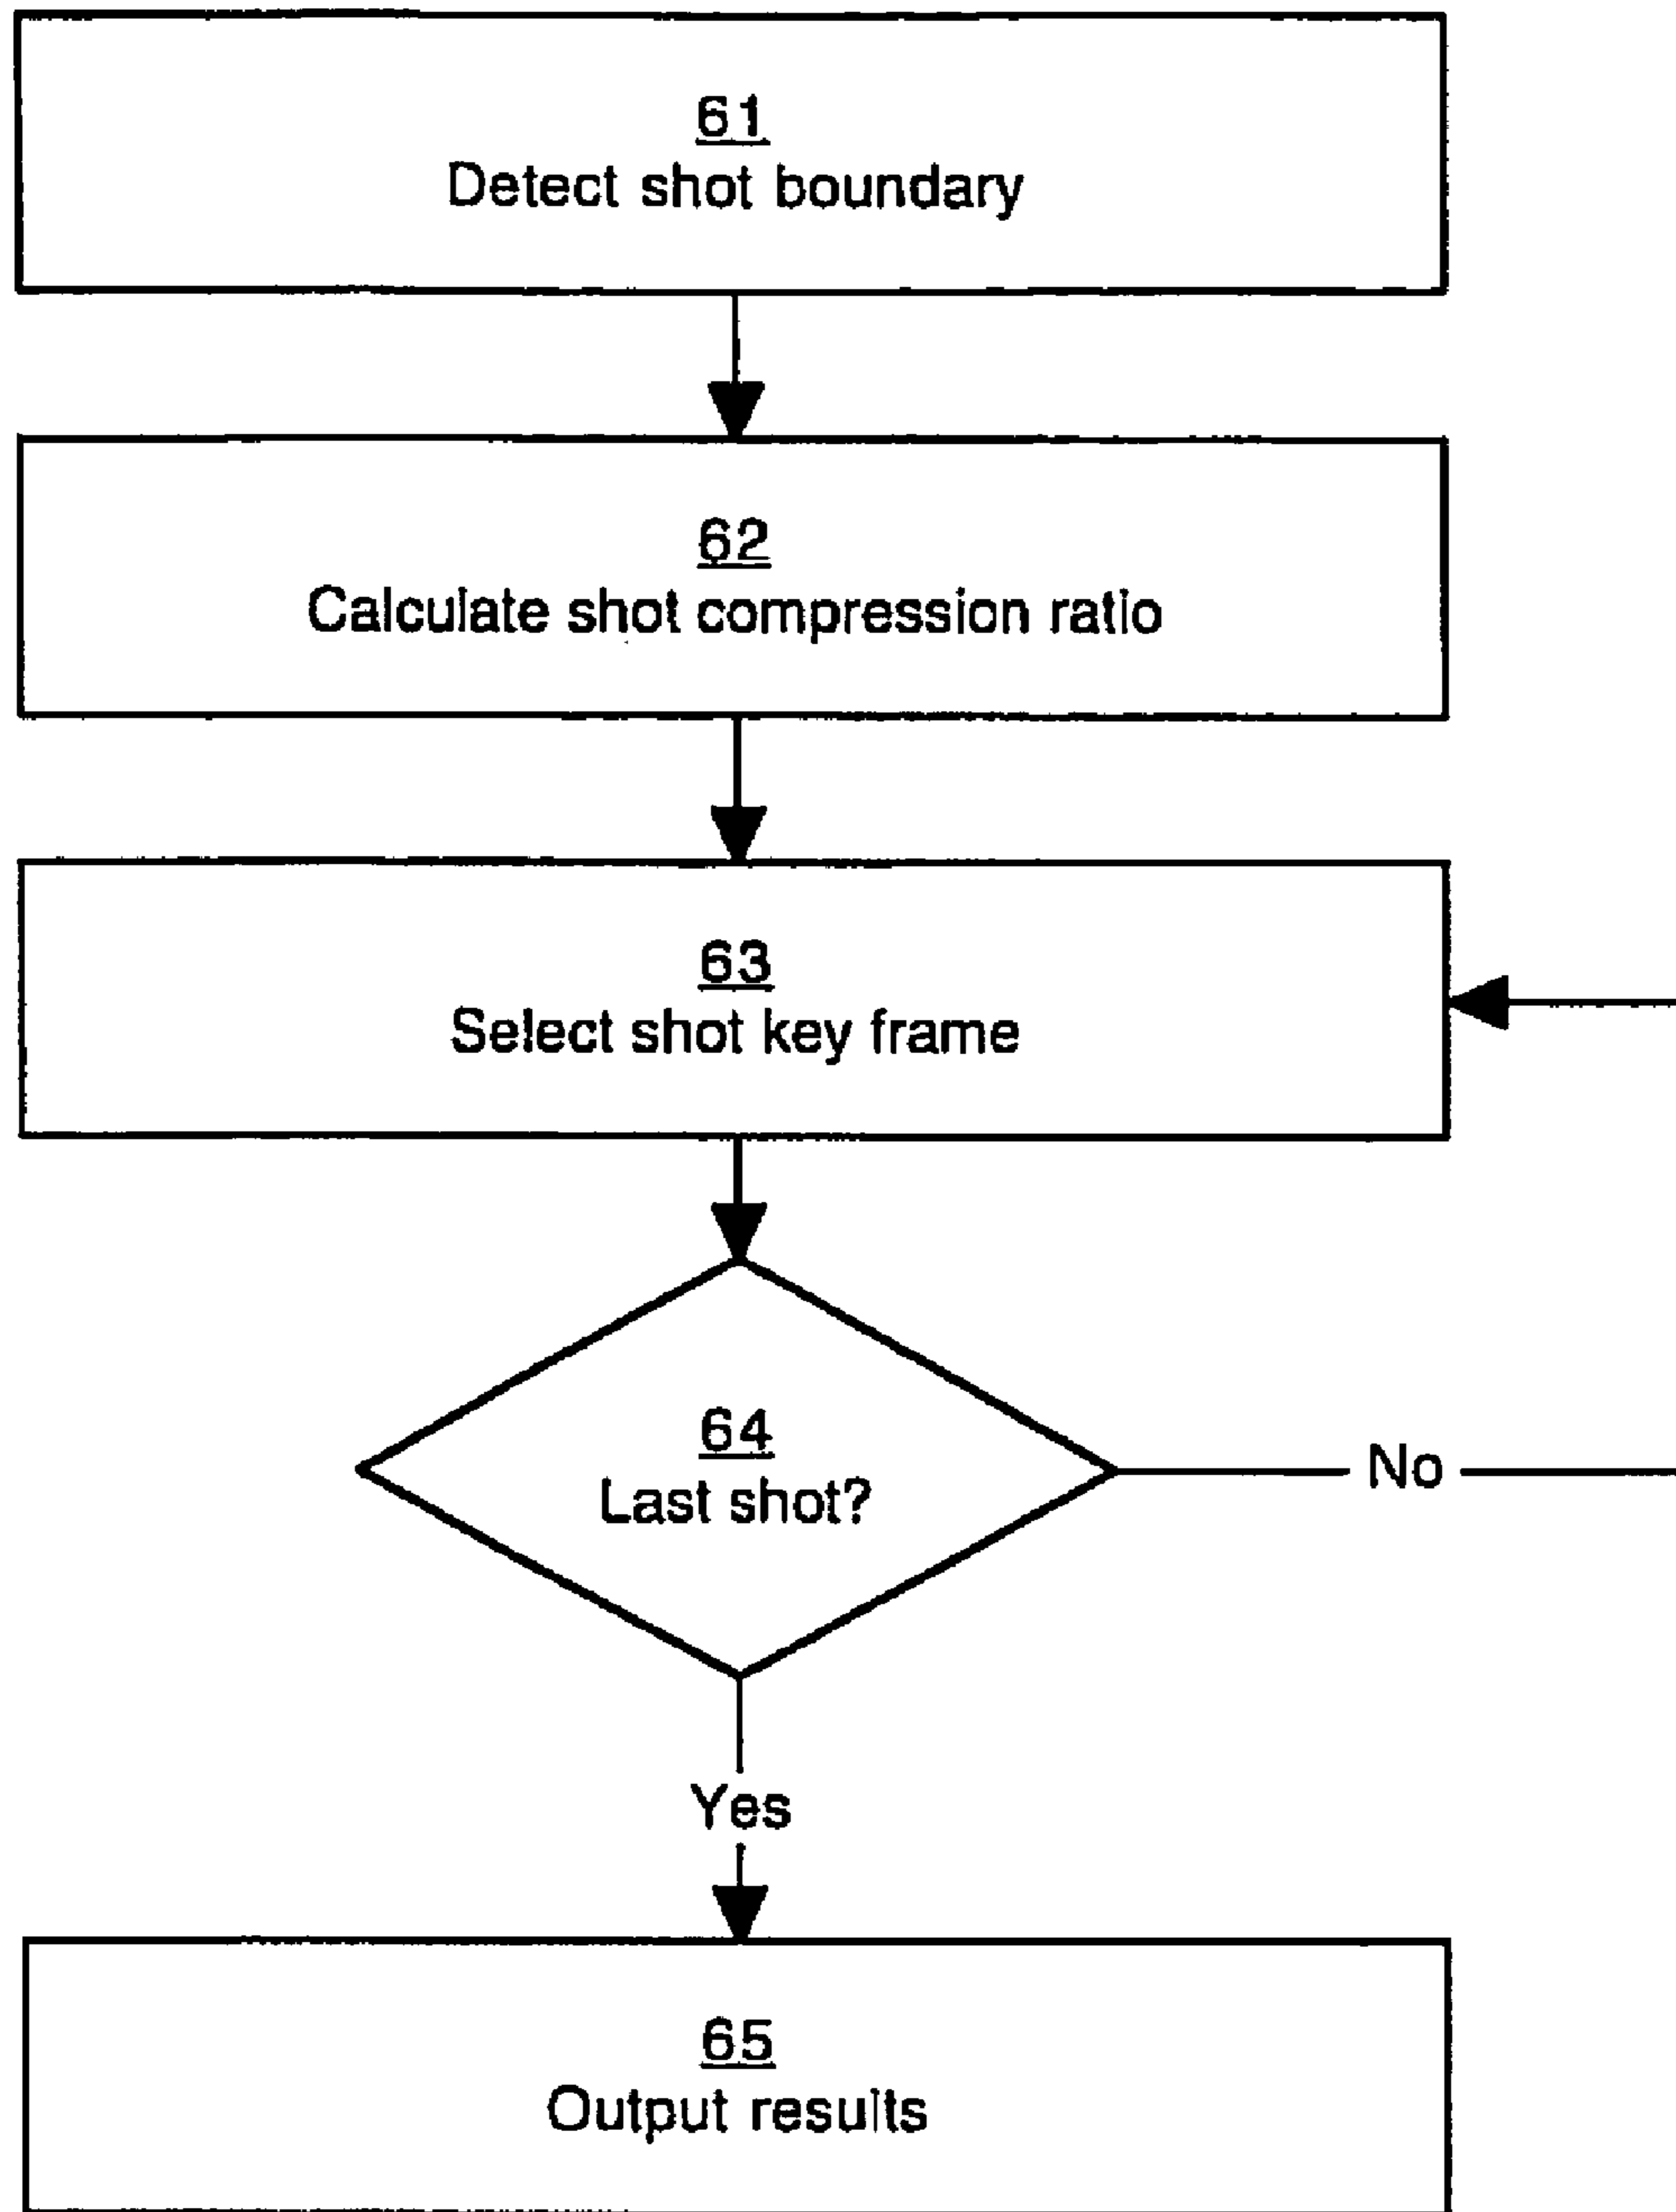 61
Detect shot boundary
62
Calculate shot compression ratio
63
Select shot key frame
64
Last shot?
No
Yes
65
Output results